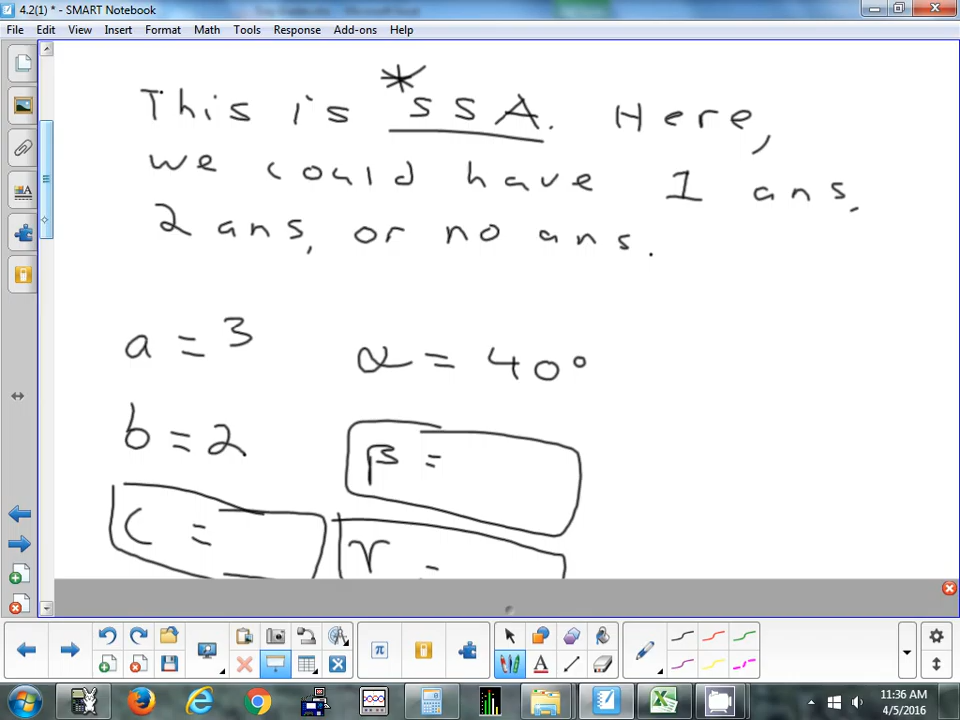 4.2(1) * - SMART Notebook
File Edit View Insert Format Math Tools Response Add-ons Help
This is *SSA. Here,
we could have 1 ans,
2 ans, or no ans.
a = 3 α = 40°
b = 2 β =
c = γ =
11:36 AM
4/5/2016